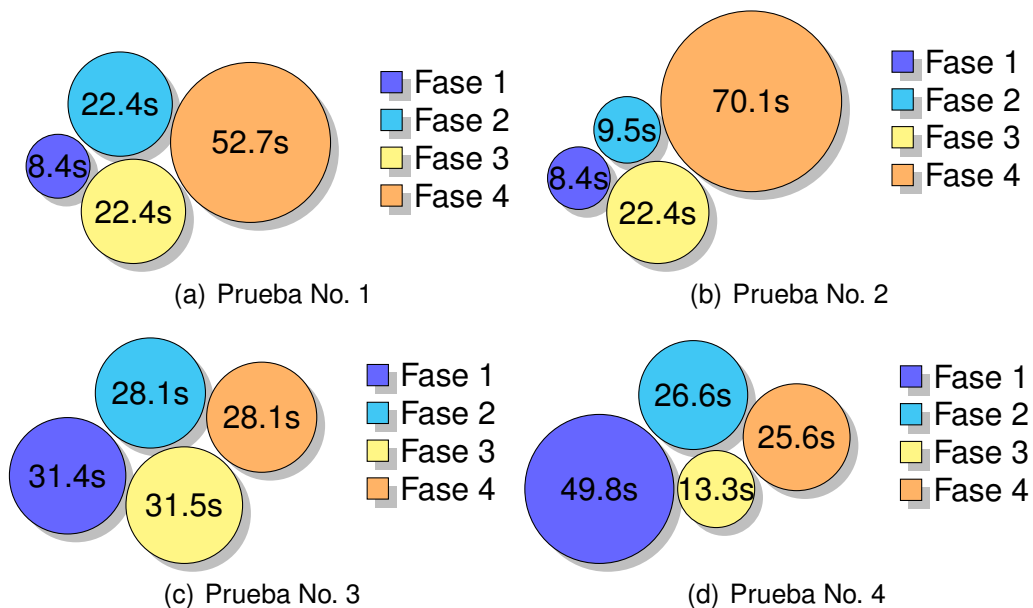 22.4s
52.7s
8.4s
22.4s
Fase 1
Fase 2
Fase 3
Fase 4
(a) Prueba No. 1
70.1s
9.5s
8.4s
22.4s
Fase 1
Fase 2
Fase 3
Fase 4
(b) Prueba No. 2
28.1s
28.1s
31.4s
31.5s
Fase 1
Fase 2
Fase 3
Fase 4
(c) Prueba No. 3
26.6s
25.6s
49.8s
13.3s
Fase 1
Fase 2
Fase 3
Fase 4
(d) Prueba No. 4